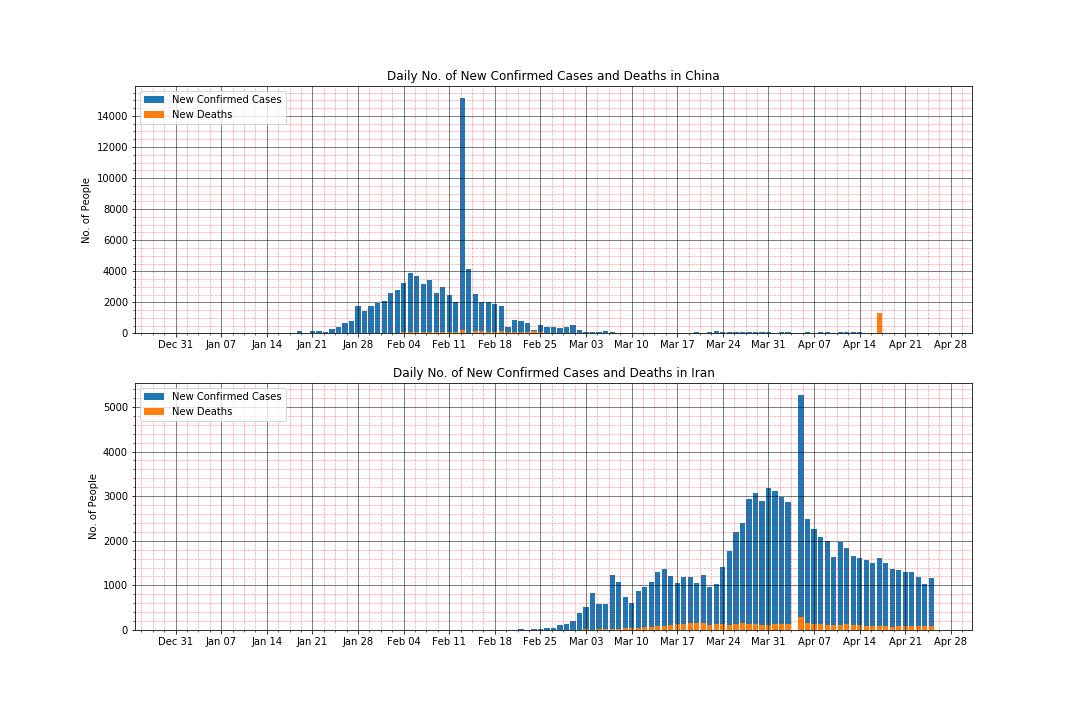 Daily No. of New Confirmed Cases and Deaths in China
New Confirmed Cases
New Deaths
No. of People
14000
12000
10000
8000
6000
4000
2000
0
Dec 31 Jan 07 Jan 14 Jan 21 Jan 28 Feb 04 Feb 11 Feb 18 Feb 25 Mar 03 Mar 10 Mar 17 Mar 24 Mar 31 Apr 07 Apr 14 Apr 21 Apr 28
Daily No. of New Confirmed Cases and Deaths in Iran
New Confirmed Cases
New Deaths
No. of People
5000
4000
3000
2000
1000
0
Dec 31 Jan 07 Jan 14 Jan 21 Jan 28 Feb 04 Feb 11 Feb 18 Feb 25 Mar 03 Mar 10 Mar 17 Mar 24 Mar 31 Apr 07 Apr 14 Apr 21 Apr 28